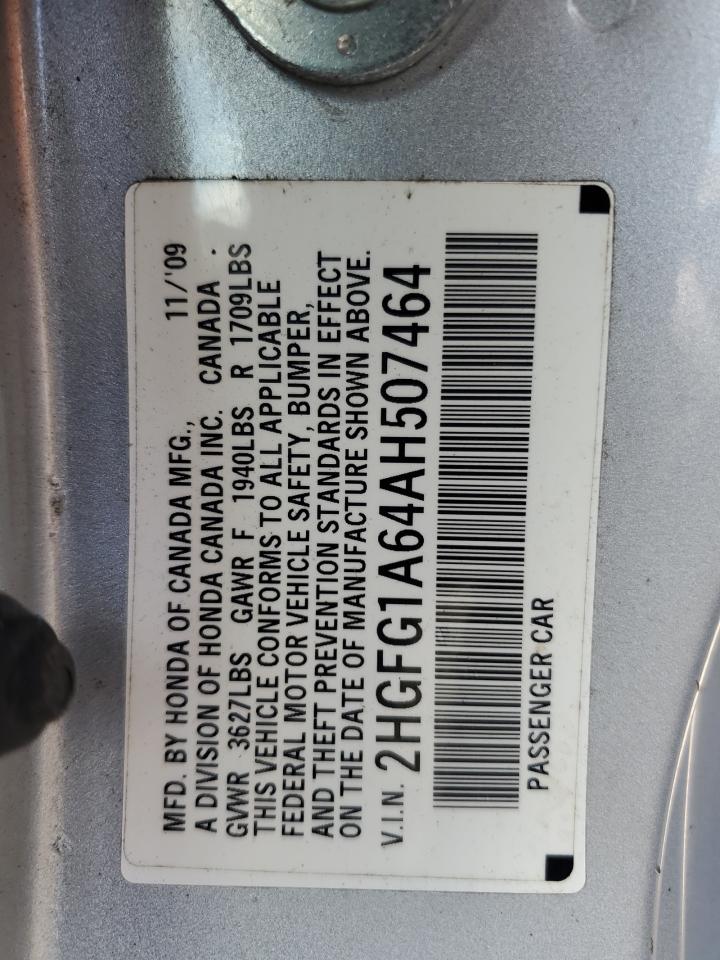 MFD. BY HONDA OF CANADA MFG., 11/'09
A DIVISION OF HONDA CANADA INC. CANADA .
GVWR 3627LBS GAWR F 1940LBS R 1709LBS
THIS VEHICLE CONFORMS TO ALL APPLICABLE
FEDERAL MOTOR VEHICLE SAFETY, BUMPER,
AND THEFT PREVENTION STANDARDS IN EFFECT
ON THE DATE OF MANUFACTURE SHOWN ABOVE.
V.I.N. 2HGFG1A64AH507464
PASSENGER CAR